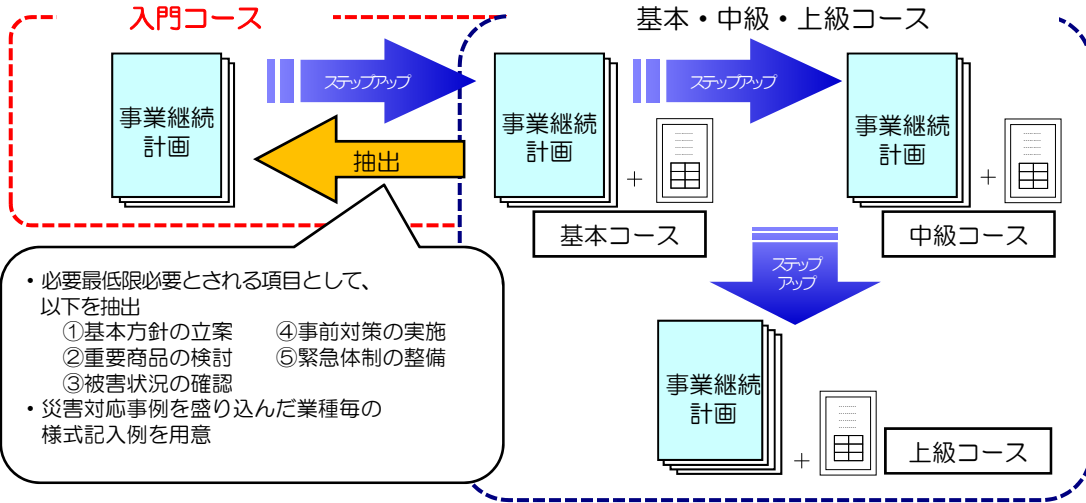 入門コース
基本・中級・上級コース
事業継続
計画
ステップアップ
抽出
事業継続
計画
+
基本コース
ステップアップ
事業継続
計画
+
中級コース
ステップ
アップ
事業継続
計画
+
上級コース
・必要最低限必要とされる項目として、
以下を抽出
①基本方針の立案 ④事前対策の実施
②重要商品の検討 ⑤緊急体制の整備
③被害状況の確認
・災害対応事例を盛り込んだ業種毎の
様式記入例を用意